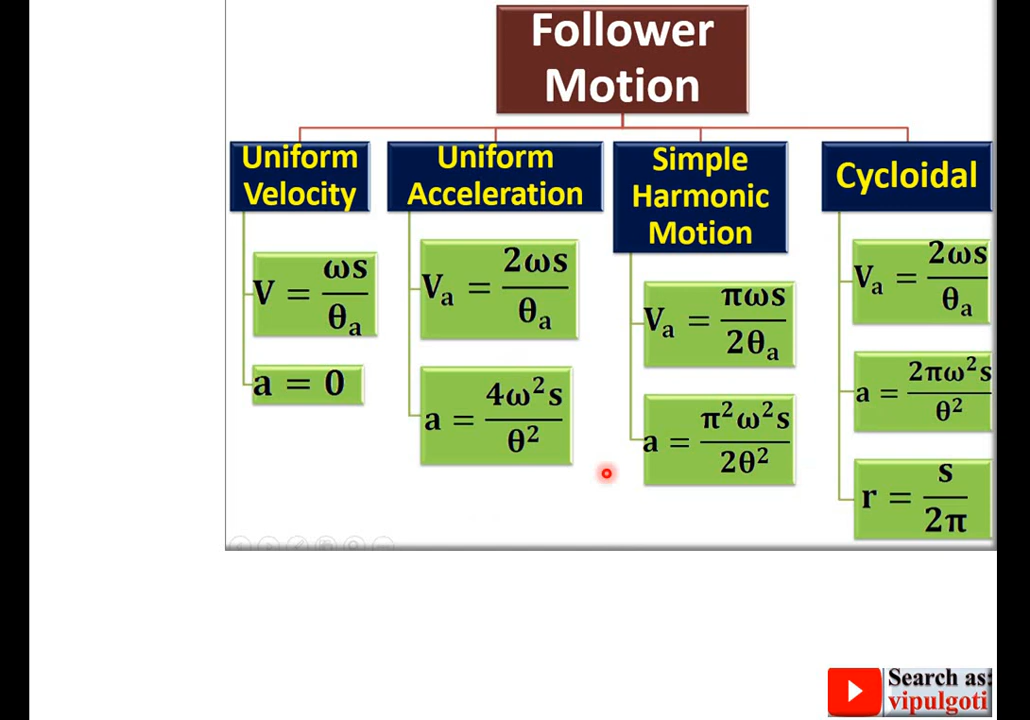 Follower
Motion
Uniform
Velocity
V = ωs/θₐ
a = 0
Uniform
Acceleration
Vₐ = 2ωs/θₐ
a = 4ω²s/θ²
Simple
Harmonic
Motion
Vₐ = πωs/2θₐ
a = π²ω²s/2θ²
Cycloidal
Vₐ = 2ωs/θₐ
a = 2πω²s/θ²
r = s/2π
Search as:
vipulgoti